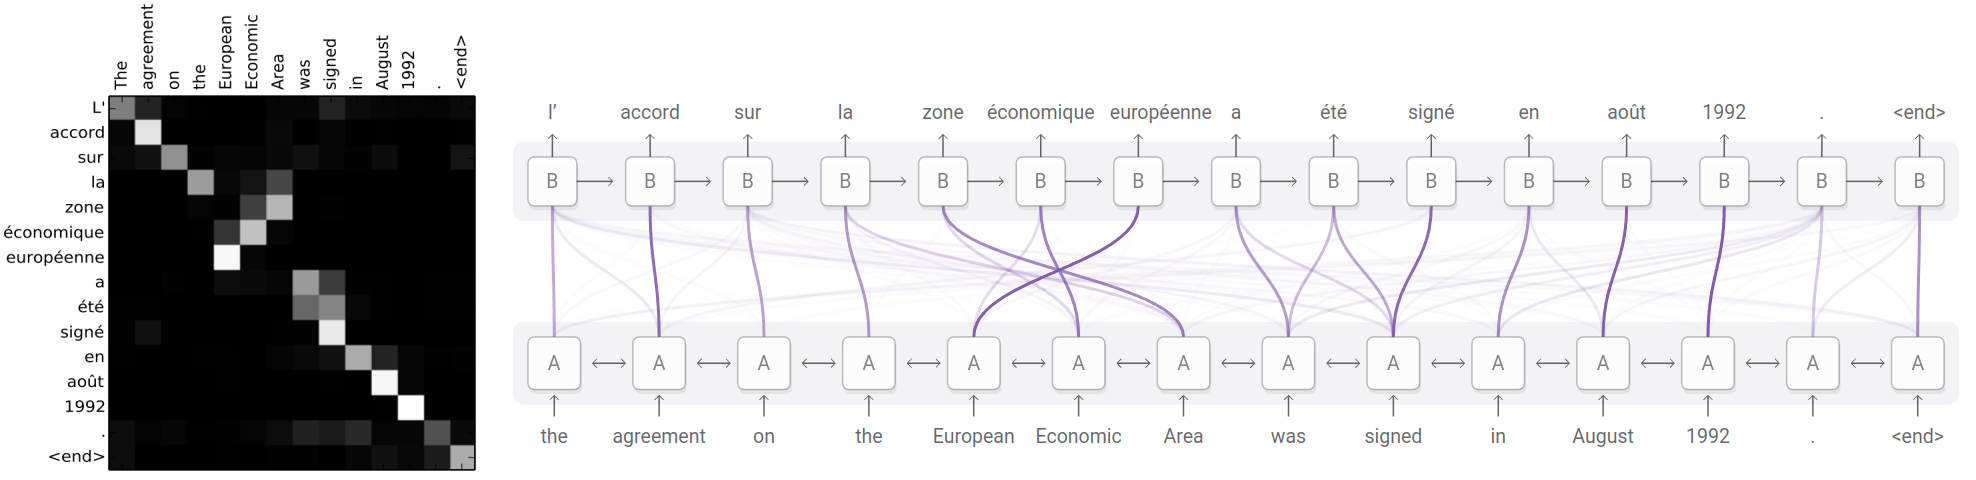 The agreement on the European Economic Area was signed in August 1992 . <end>
L'
accord
sur
la
zone
économique
européenne
a
été
signé
en
août
1992
.
<end>
l’ accord sur la zone économique européenne a été signé en août 1992 . <end>
B B B B B B B B B B B B B B B
A A A A A A A A A A A A A A
the agreement on the European Economic Area was signed in August 1992 . <end>